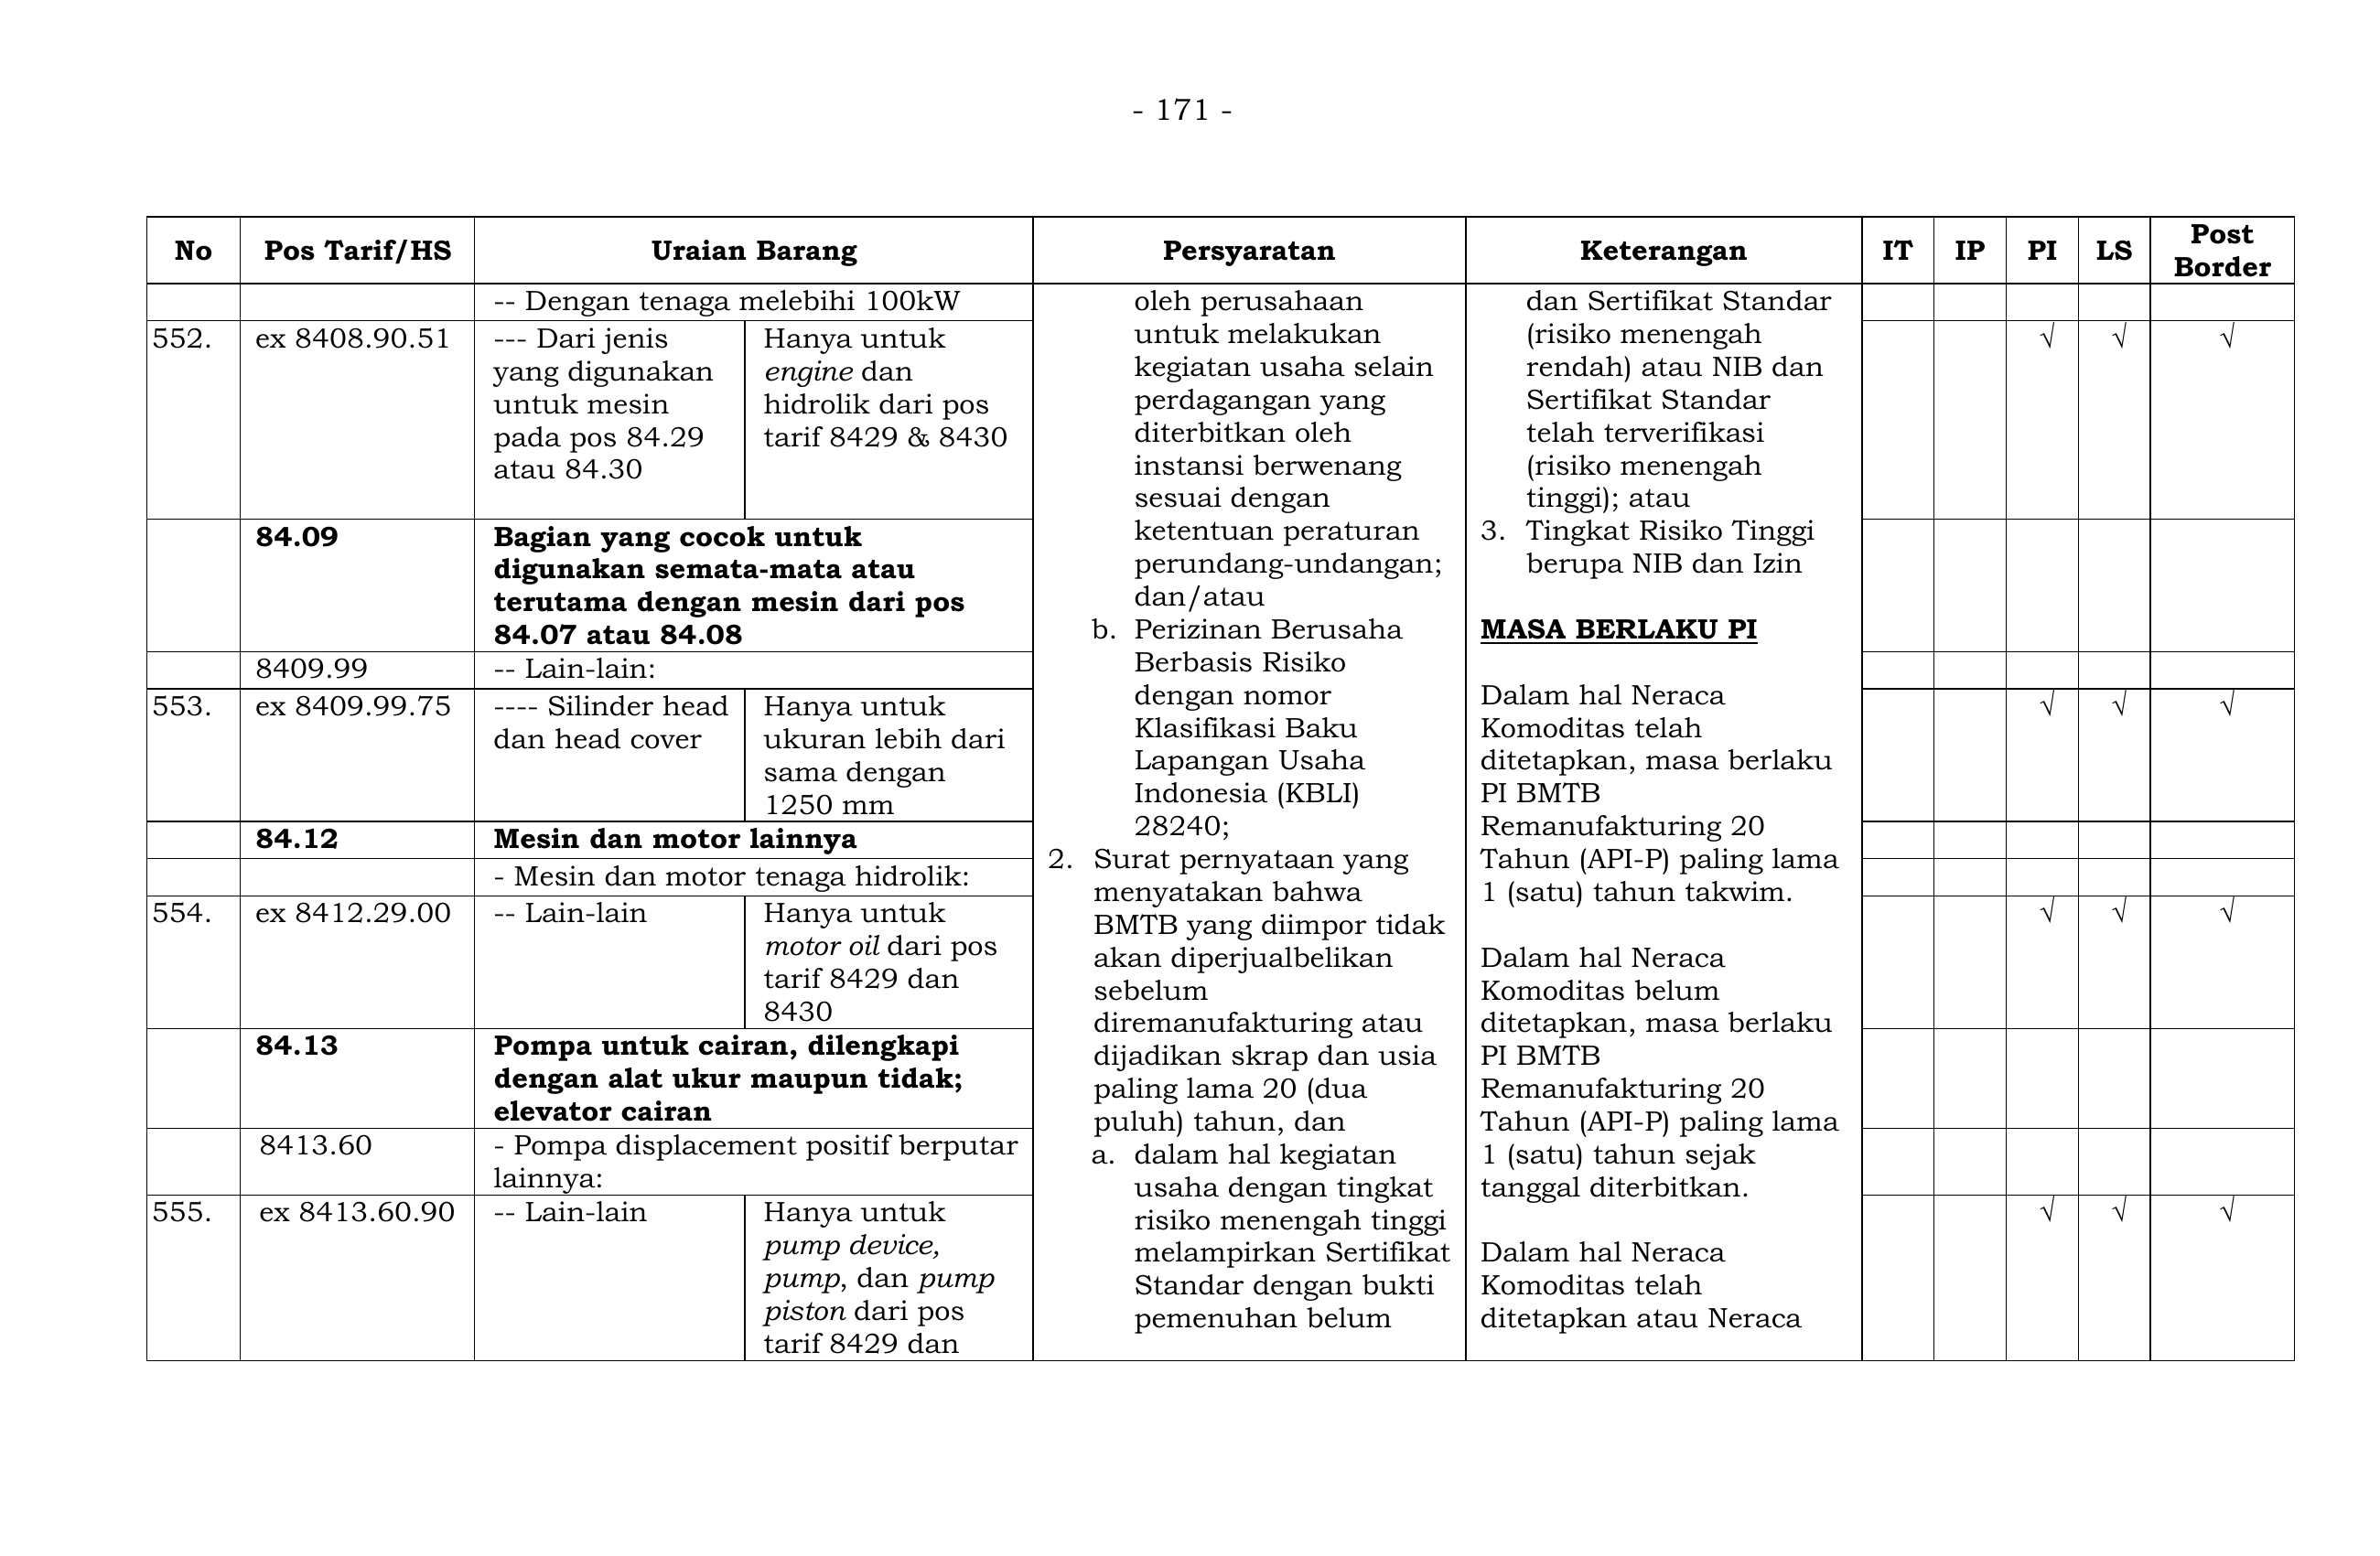 - 171 -
No Pos Tarif/HS Uraian Barang Persyaratan Keterangan IT IP PI LS Post Border
-- Dengan tenaga melebihi 100kW
552. ex 8408.90.51
--- Dari jenis
yang digunakan
untuk mesin
pada pos 84.29
atau 84.30
Hanya untuk
engine dan
hidrolik dari pos
tarif 8429 & 8430
√ √ √
84.09
Bagian yang cocok untuk
digunakan semata-mata atau
terutama dengan mesin dari pos
84.07 atau 84.08
8409.99 -- Lain-lain:
553. ex 8409.99.75
---- Silinder head
dan head cover
Hanya untuk
ukuran lebih dari
sama dengan
1250 mm
√ √ √
84.12 Mesin dan motor lainnya
- Mesin dan motor tenaga hidrolik:
554. ex 8412.29.00 -- Lain-lain
Hanya untuk
motor oil dari pos
tarif 8429 dan
8430
√ √ √
84.13
Pompa untuk cairan, dilengkapi
dengan alat ukur maupun tidak;
elevator cairan
8413.60
- Pompa displacement positif berputar
lainnya:
555. ex 8413.60.90 -- Lain-lain
Hanya untuk
pump device,
pump, dan pump
piston dari pos
tarif 8429 dan
√ √ √
oleh perusahaan
untuk melakukan
kegiatan usaha selain
perdagangan yang
diterbitkan oleh
instansi berwenang
sesuai dengan
ketentuan peraturan
perundang-undangan;
dan/atau
b. Perizinan Berusaha
Berbasis Risiko
dengan nomor
Klasifikasi Baku
Lapangan Usaha
Indonesia (KBLI)
28240;
2. Surat pernyataan yang
menyatakan bahwa
BMTB yang diimpor tidak
akan diperjualbelikan
sebelum
diremanufakturing atau
dijadikan skrap dan usia
paling lama 20 (dua
puluh) tahun, dan
a. dalam hal kegiatan
usaha dengan tingkat
risiko menengah tinggi
melampirkan Sertifikat
Standar dengan bukti
pemenuhan belum
dan Sertifikat Standar
(risiko menengah
rendah) atau NIB dan
Sertifikat Standar
telah terverifikasi
(risiko menengah
tinggi); atau
3. Tingkat Risiko Tinggi
berupa NIB dan Izin
MASA BERLAKU PI
Dalam hal Neraca
Komoditas telah
ditetapkan, masa berlaku
PI BMTB
Remanufakturing 20
Tahun (API-P) paling lama
1 (satu) tahun takwim.
Dalam hal Neraca
Komoditas belum
ditetapkan, masa berlaku
PI BMTB
Remanufakturing 20
Tahun (API-P) paling lama
1 (satu) tahun sejak
tanggal diterbitkan.
Dalam hal Neraca
Komoditas telah
ditetapkan atau Neraca